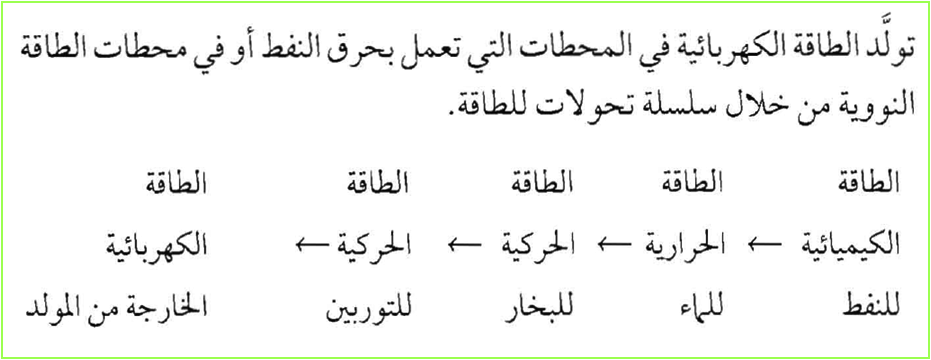 تولَّد الطاقة الكهربائية في المحطات التي تعمل بحرق النفط أو في محطات الطاقة
النووية من خلال سلسلة تحولات للطاقة.
الطاقة الطاقة الطاقة الطاقة الطاقة
الكيميائية ← الحرارية ← الحركية ← الحركية ← الكهربائية
للنفط للماء للبخار للتوربين الخارجة من المولد